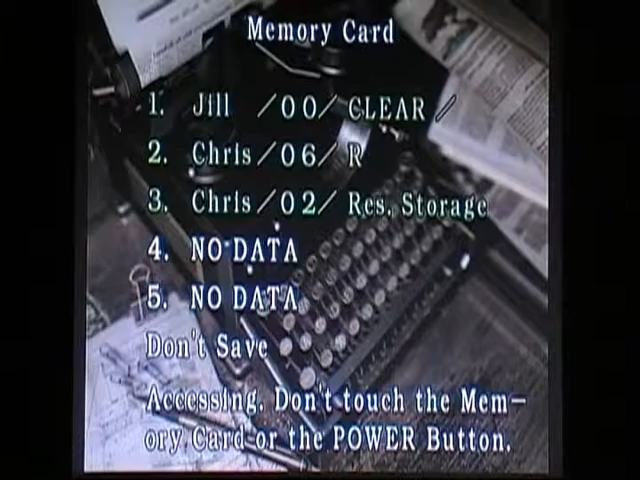 Memory Card
1. Jill /00/ CLEAR /
2. Chris/06/ R
3. Chris/02/ Res. Storage
4. NO DATA
5. NO DATA
Don't Save
Accessing. Don't touch the Mem-
ory Card or the POWER Button.